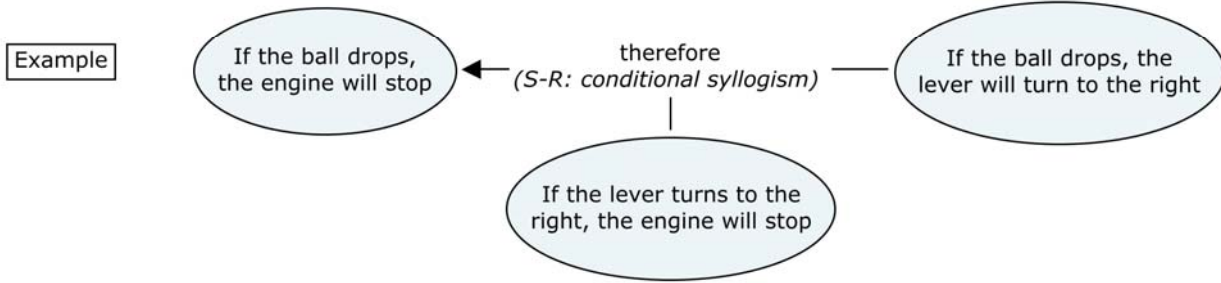 Example
If the ball drops,
the engine will stop
therefore
(S-R: conditional syllogism)
If the ball drops, the
lever will turn to the right
If the lever turns to the
right, the engine will stop